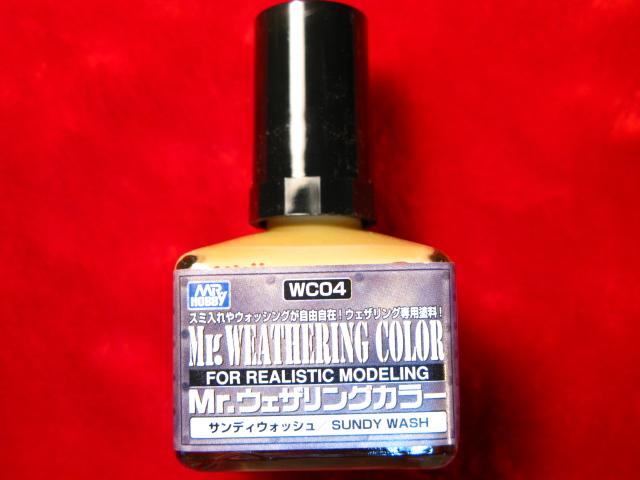 MR. HOBBY
WC04
スミ入れやウォッシングが自由自在！ウェザリング専用塗料！
Mr. WEATHERING COLOR
FOR REALISTIC MODELING
Mr.ウェザリングカラー
サンディウォッシュ／SUNDY WASH